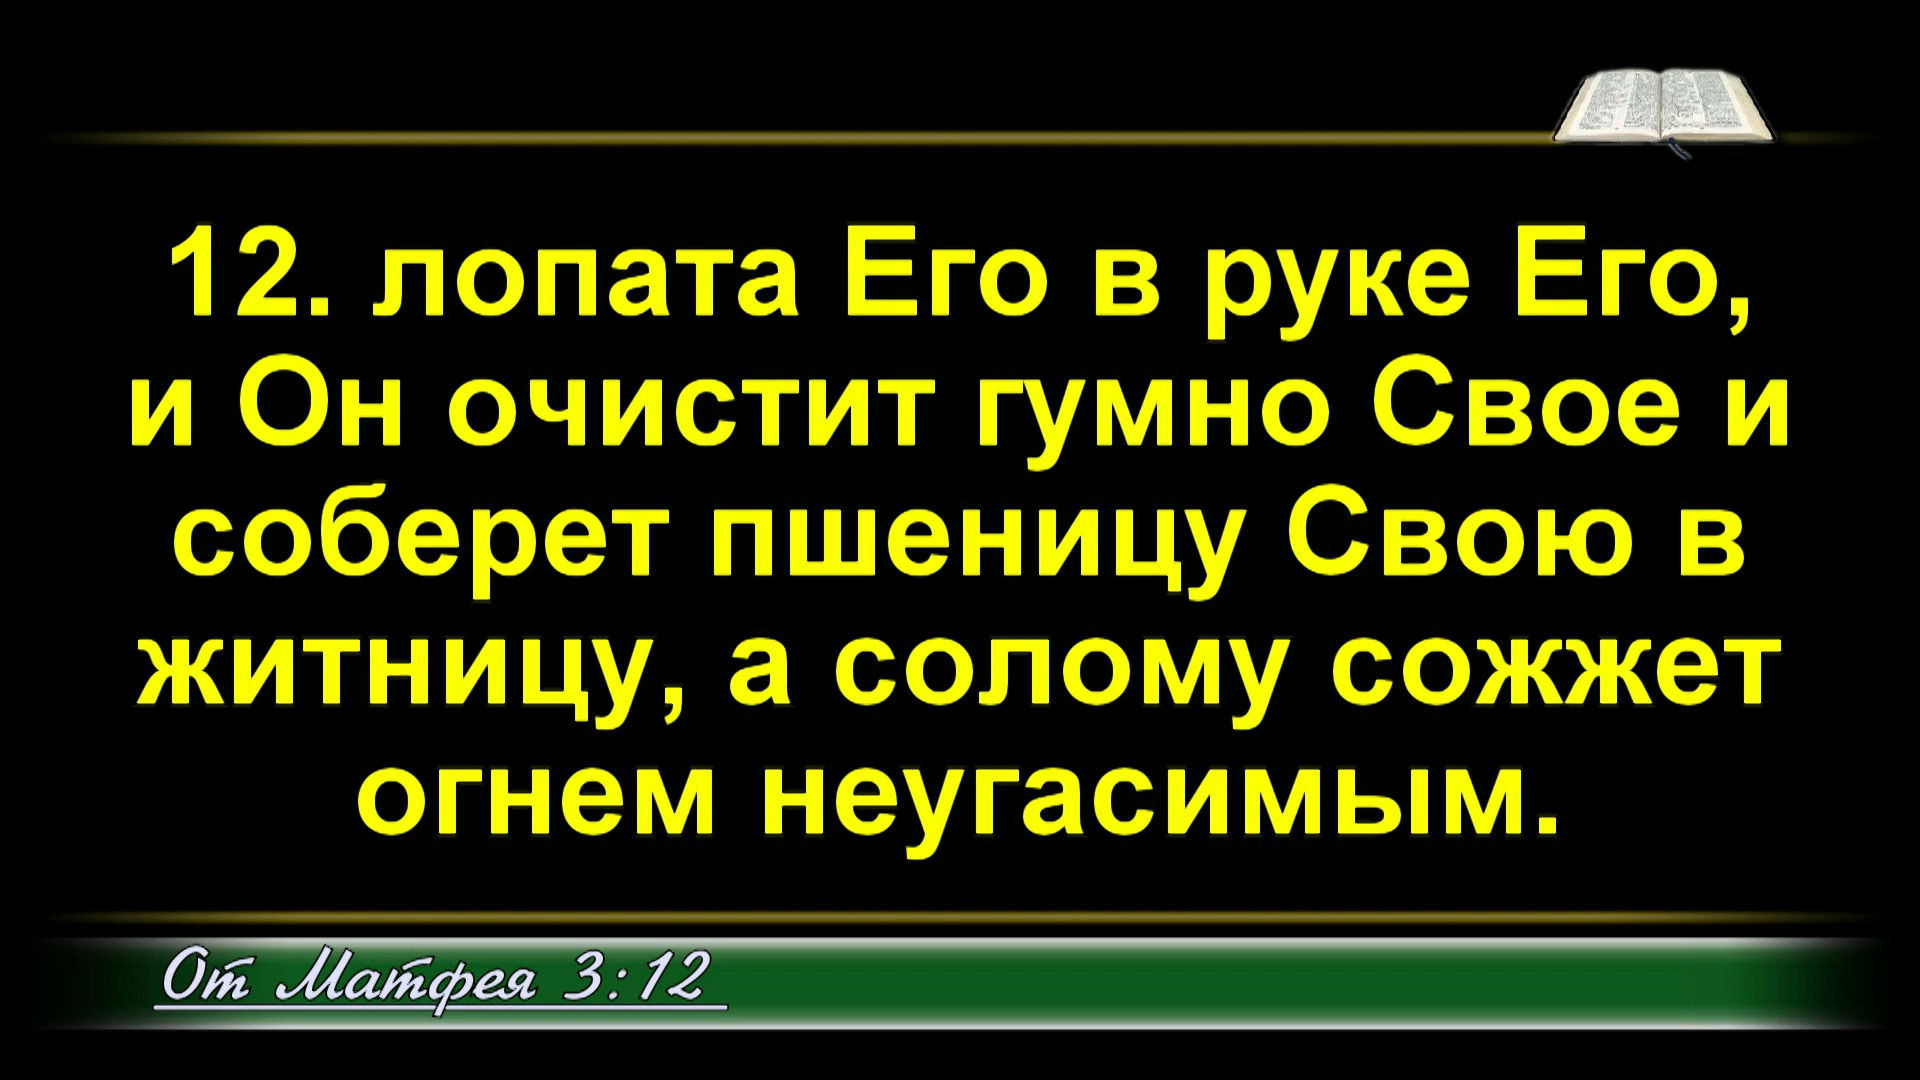 12. лопата Его в руке Его,
и Он очистит гумно Свое и
соберет пшеницу Свою в
житницу, а солому сожжет
огнем неугасимым.
От Матфея 3:12